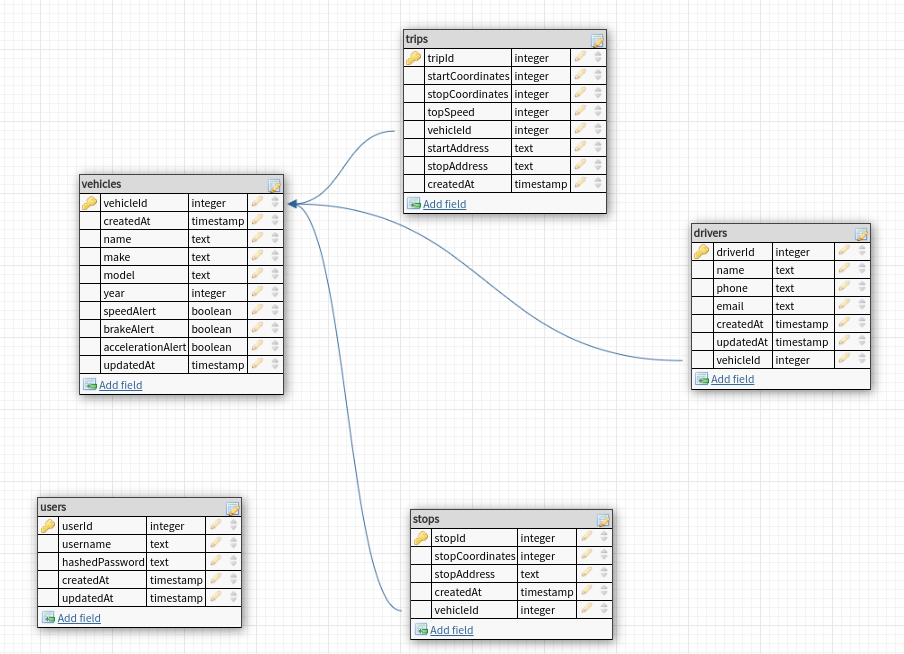 trips
tripId integer
startCoordinates integer
stopCoordinates integer
topSpeed integer
vehicleId integer
startAddress text
stopAddress text
createdAt timestamp
Add field
vehicles
vehicleId integer
createdAt timestamp
name text
make text
model text
year integer
speedAlert boolean
brakeAlert boolean
accelerationAlert boolean
updatedAt timestamp
Add field
drivers
driverId integer
name text
phone text
email text
createdAt timestamp
updatedAt timestamp
vehicleId integer
Add field
users
userId integer
username text
hashedPassword text
createdAt timestamp
updatedAt timestamp
Add field
stops
stopId integer
stopCoordinates integer
stopAddress text
createdAt timestamp
vehicleId integer
Add field